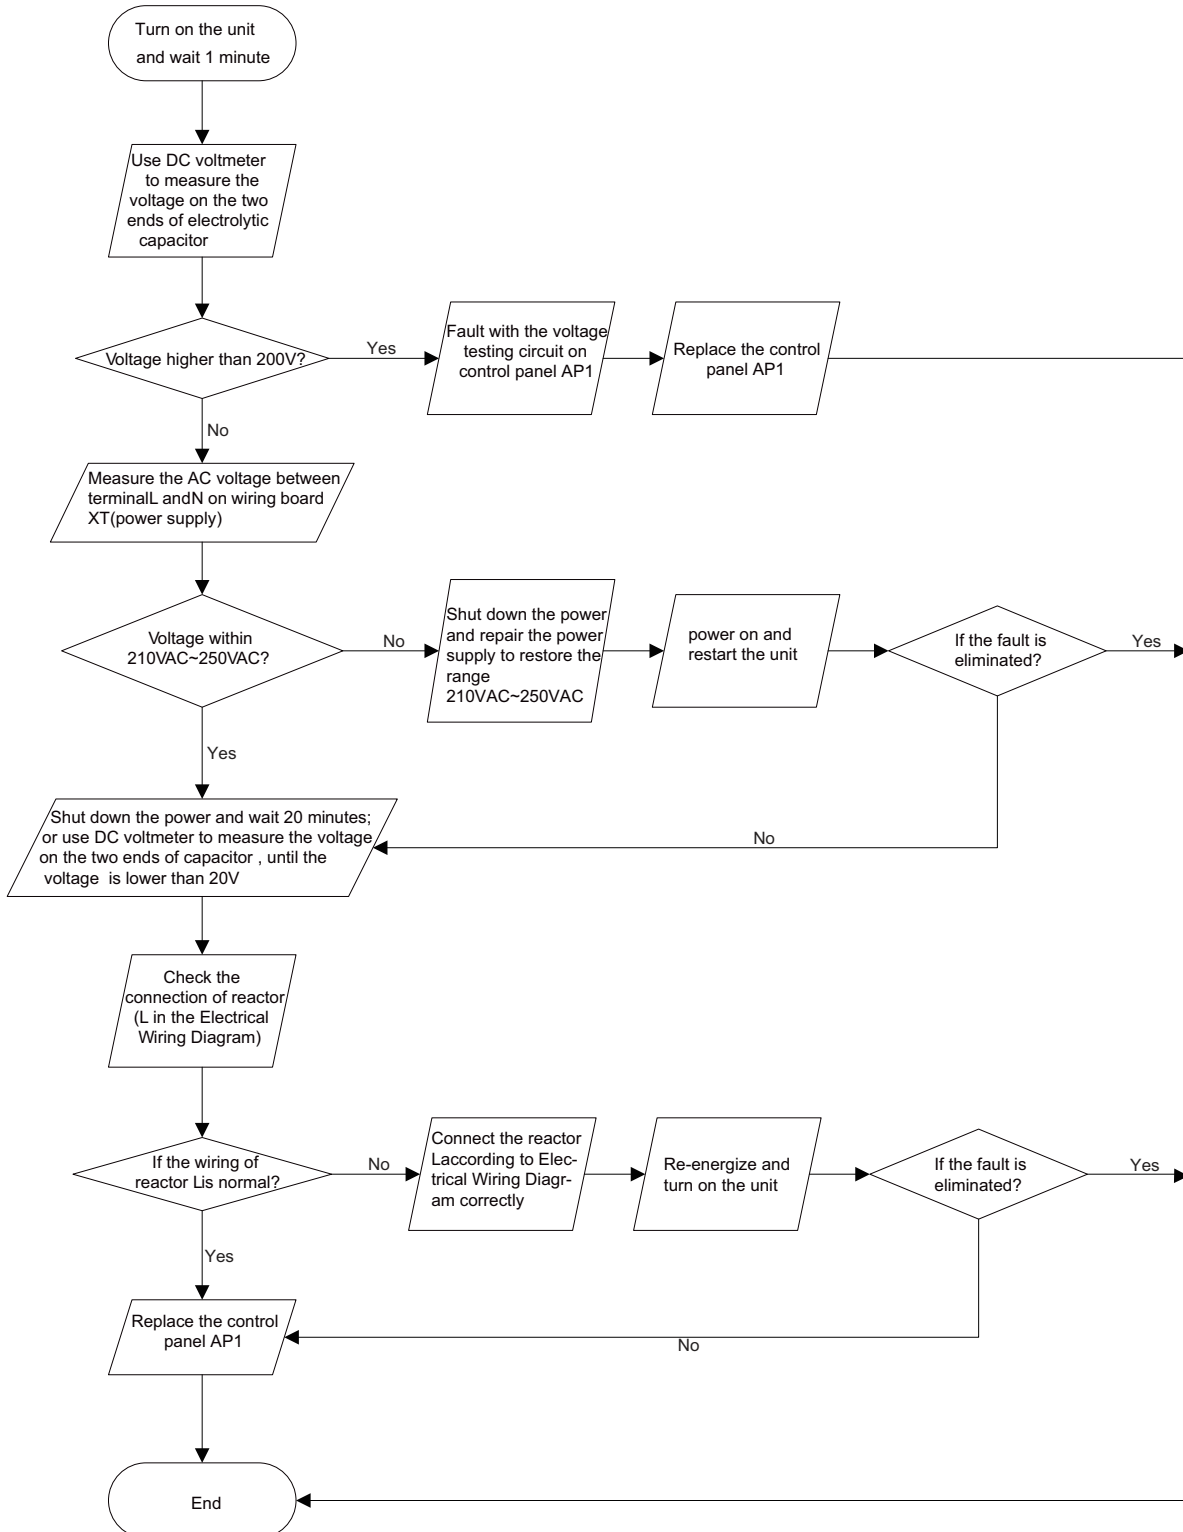 Turn on the unit
and wait 1 minute
Use DC voltmeter
to measure the
voltage on the two
ends of electrolytic
capacitor
Voltage higher than 200V?
Yes
Fault with the voltage
testing circuit on
control panel AP1
Replace the control
panel AP1
No
Measure the AC voltage between
terminalL andN on wiring board
XT(power supply)
Voltage within
210VAC~250VAC?
No
Shut down the power
and repair the power
supply to restore the
range
210VAC~250VAC
power on and
restart the unit
If the fault is
eliminated?
Yes
Yes
No
Shut down the power and wait 20 minutes;
or use DC voltmeter to measure the voltage
on the two ends of capacitor , until the
voltage is lower than 20V
Check the
connection of reactor
(L in the Electrical
Wiring Diagram)
If the wiring of
reactor Lis normal?
No
Connect the reactor
Laccording to Elec-
trical Wiring Diagr-
am correctly
Re-energize and
turn on the unit
If the fault is
eliminated?
Yes
Yes
No
Replace the control
panel AP1
End